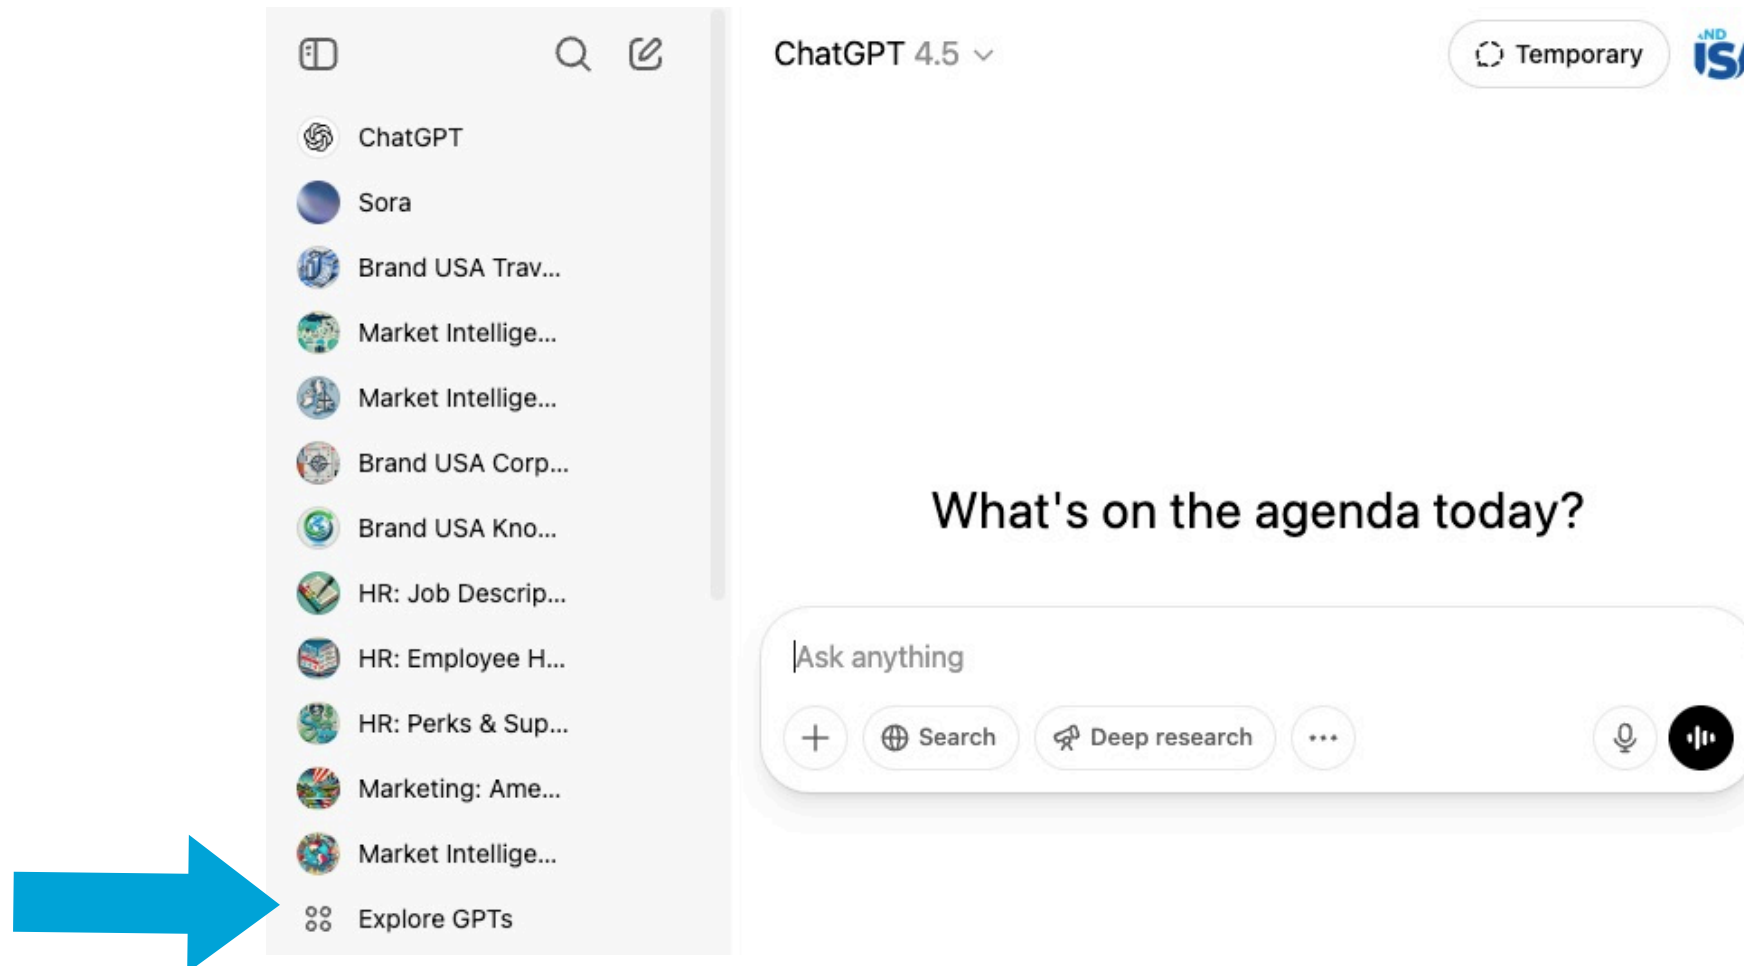 ChatGPT 4.5
Temporary
ND
ISA
ChatGPT
Sora
Brand USA Trav...
Market Intellige...
Market Intellige...
Brand USA Corp...
Brand USA Kno...
HR: Job Descrip...
HR: Employee H...
HR: Perks & Sup...
Marketing: Ame...
Market Intellige...
Explore GPTs
What's on the agenda today?
Ask anything
Search
Deep research